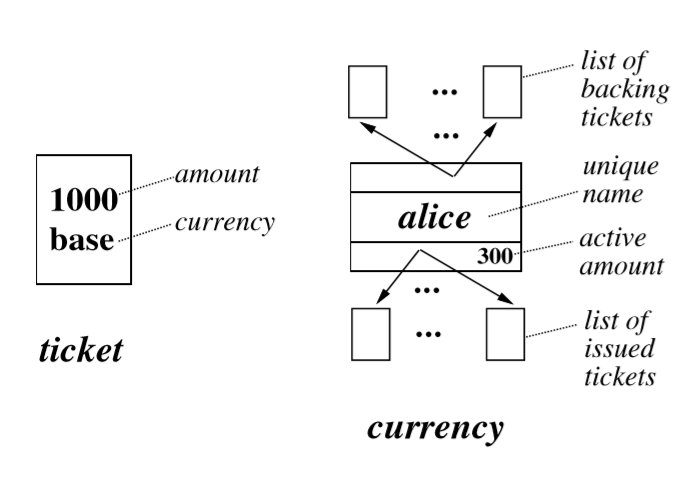 1000
base
amount
currency
ticket
list of
backing
tickets
...
...
unique
name
alice
active
amount
300
...
...
list of
issued
tickets
currency